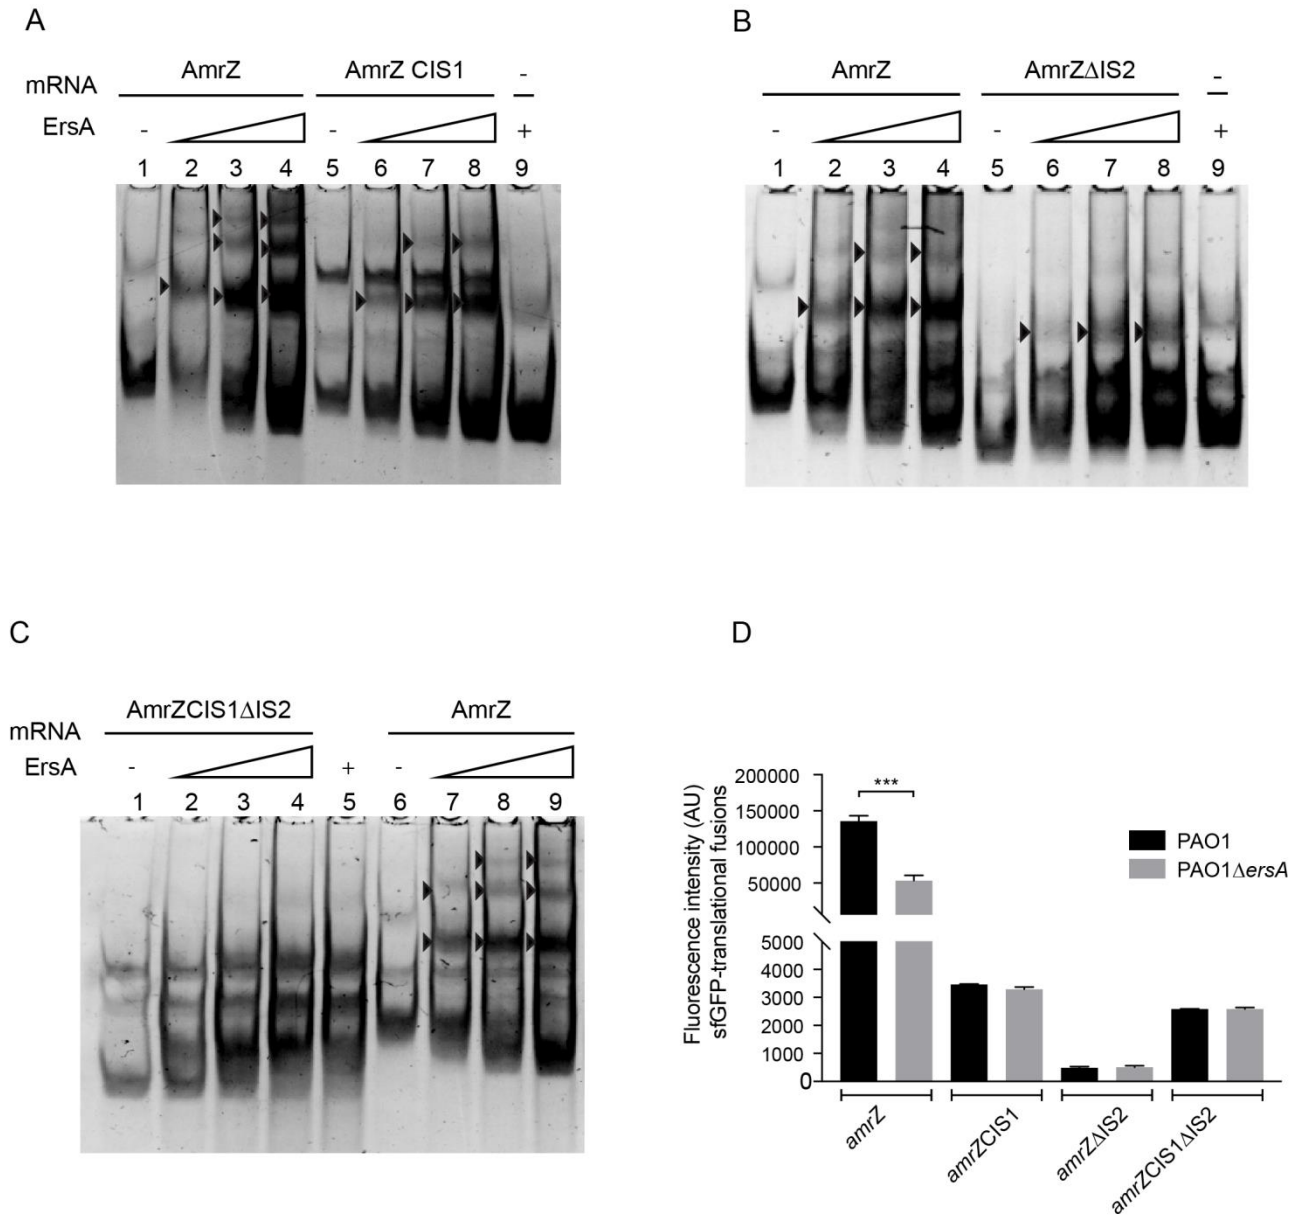 A
mRNA AmrZ AmrZ CIS1 -
ErsA - - +
1 2 3 4 5 6 7 8 9
B
AmrZ AmrZΔIS2 -
- - +
1 2 3 4 5 6 7 8 9
C
mRNA AmrZCIS1ΔIS2 AmrZ
ErsA - + -
1 2 3 4 5 6 7 8 9
D
Fluorescence intensity (AU)
sfGFP-translational fusions
200000
150000
100000
50000
5000
4000
3000
2000
1000
0
***
PAO1
PAO1ΔersA
amrZ
amrZCIS1
amrZΔIS2
amrZCIS1ΔIS2